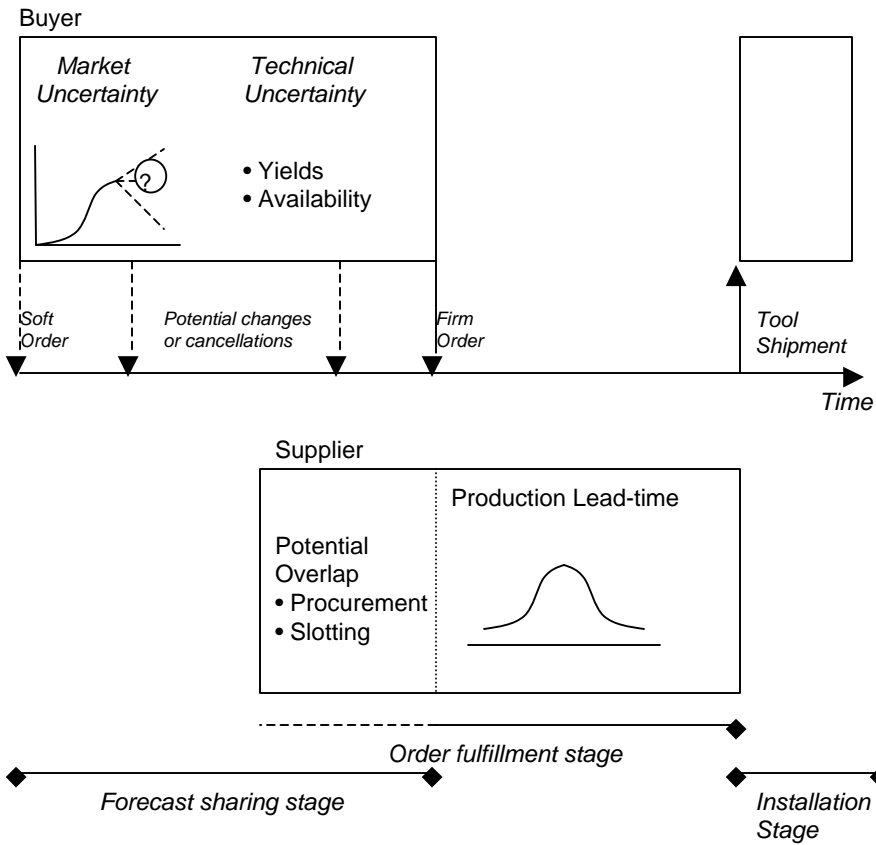 Buyer
Market
Uncertainty
Technical
Uncertainty
?
• Yields
• Availability
Soft
Order
Potential changes
or cancellations
Firm
Order
Tool
Shipment
Time
Supplier
Production Lead-time
Potential
Overlap
• Procurement
• Slotting
Order fulfillment stage
Forecast sharing stage
Installation
Stage